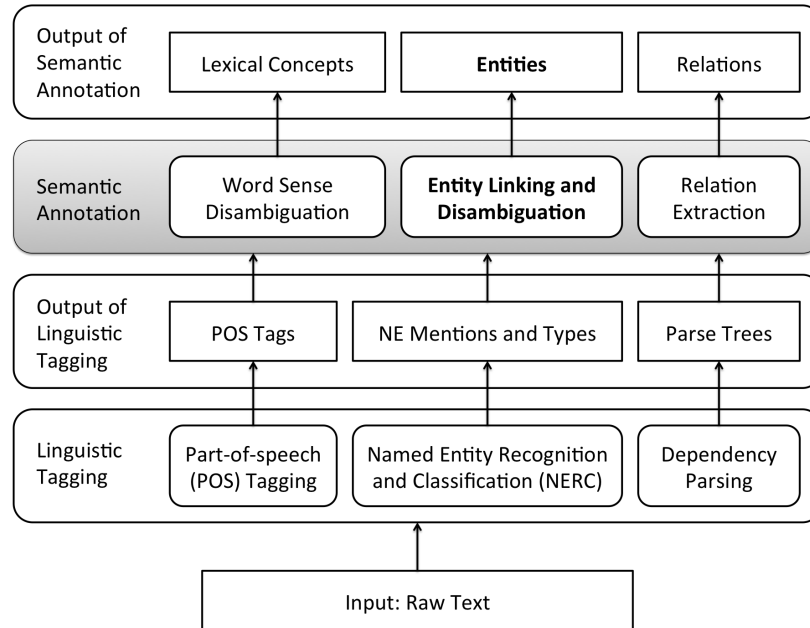 Output of
Semantic
Annotation
Lexical Concepts
Entities
Relations
Semantic
Annotation
Word Sense
Disambiguation
Entity Linking and
Disambiguation
Relation
Extraction
Output of
Linguistic
Tagging
POS Tags
NE Mentions and Types
Parse Trees
Linguistic
Tagging
Part-of-speech
(POS) Tagging
Named Entity Recognition
and Classification (NERC)
Dependency
Parsing
Input: Raw Text